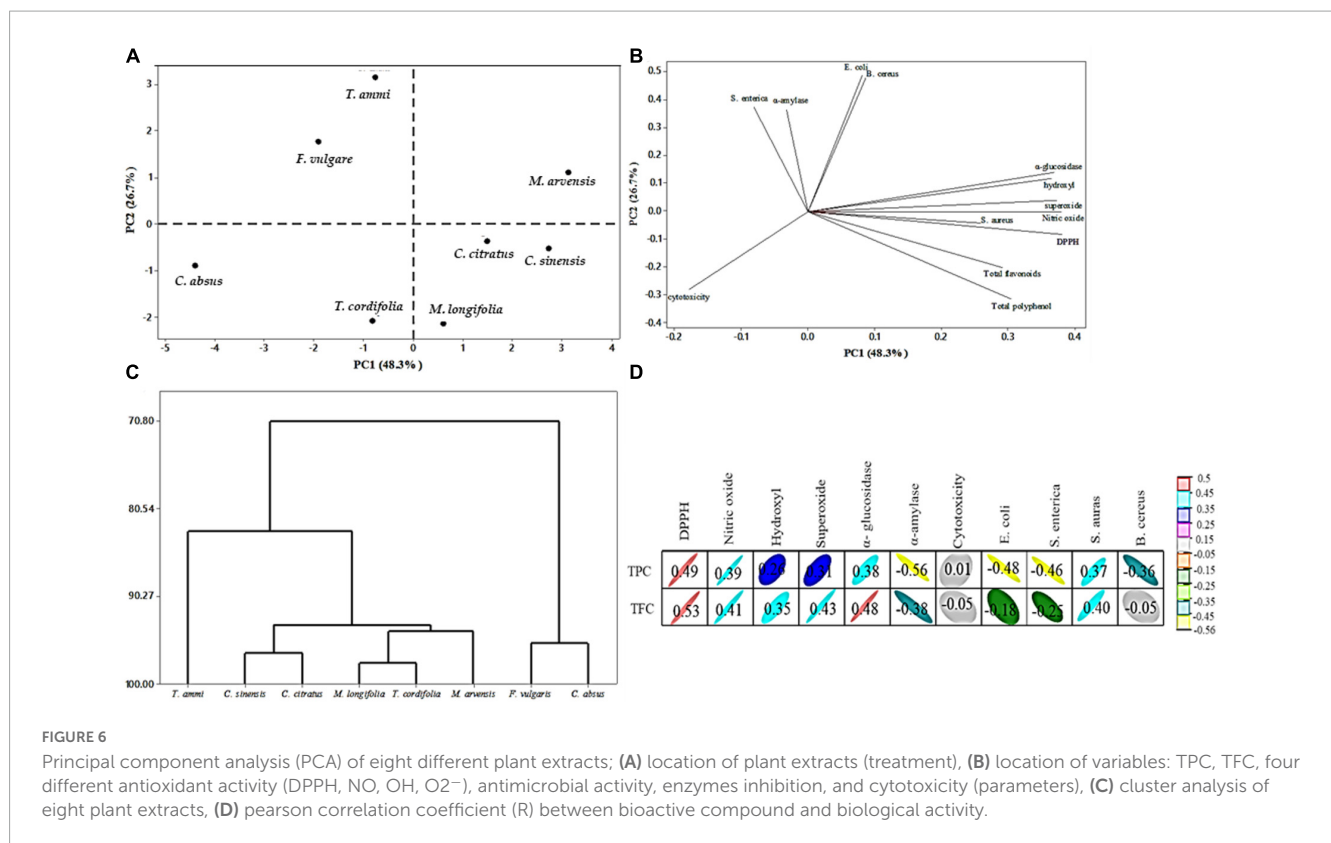 A
3
2
1
0
-1
-2
T. ammi
F. vulgare
M. arvensis
C. citratus
C. sinensis
C. absus
T. cordifolia
M. longifolia
-5 -4 -3 -2 -1 0 1 2 3 4
PC1 (48.3%)
PC2 (26.7%)
B
0.5
0.4
0.3
0.2
0.1
0.0
-0.1
-0.2
-0.3
-0.4
E. coli
B. cereus
S. enterica
α-amylase
α-glucosidase
hydroxyl
superoxide
Nitric oxide
S. aureus
DPPH
Total flavonoids
cytotoxicity
Total polyphenol
-0.2 -0.1 0.0 0.1 0.2 0.3 0.4
PC1 (48.3%)
PC2 (26.7%)
C
70.80
80.54
90.27
100.00
T. ammi C. sinensis C. citratus M. longifolia T. cordifolia M. arvensis F. vulgaris C. absus
D
DPPH Nitric oxide Hydroxyl Superoxide α- glucosidase α-amylase Cytotoxicity E. coli S. enterica S. auras B. cereus
TPC 0.49 0.39 0.31 0.38 -0.56 0.01 -0.48 -0.46 0.37 -0.36
TFC 0.53 0.41 0.35 0.43 0.48 -0.38 -0.05 -0.18 -0.25 0.40 -0.05
0.5
0.45
0.35
0.25
0.15
-0.05
-0.15
-0.25
-0.35
-0.45
-0.56
FIGURE 6
Principal component analysis (PCA) of eight different plant extracts; (A) location of plant extracts (treatment), (B) location of variables: TPC, TFC, four
different antioxidant activity (DPPH, NO, OH, O2−), antimicrobial activity, enzymes inhibition, and cytotoxicity (parameters), (C) cluster analysis of
eight plant extracts, (D) pearson correlation coefficient (R) between bioactive compound and biological activity.